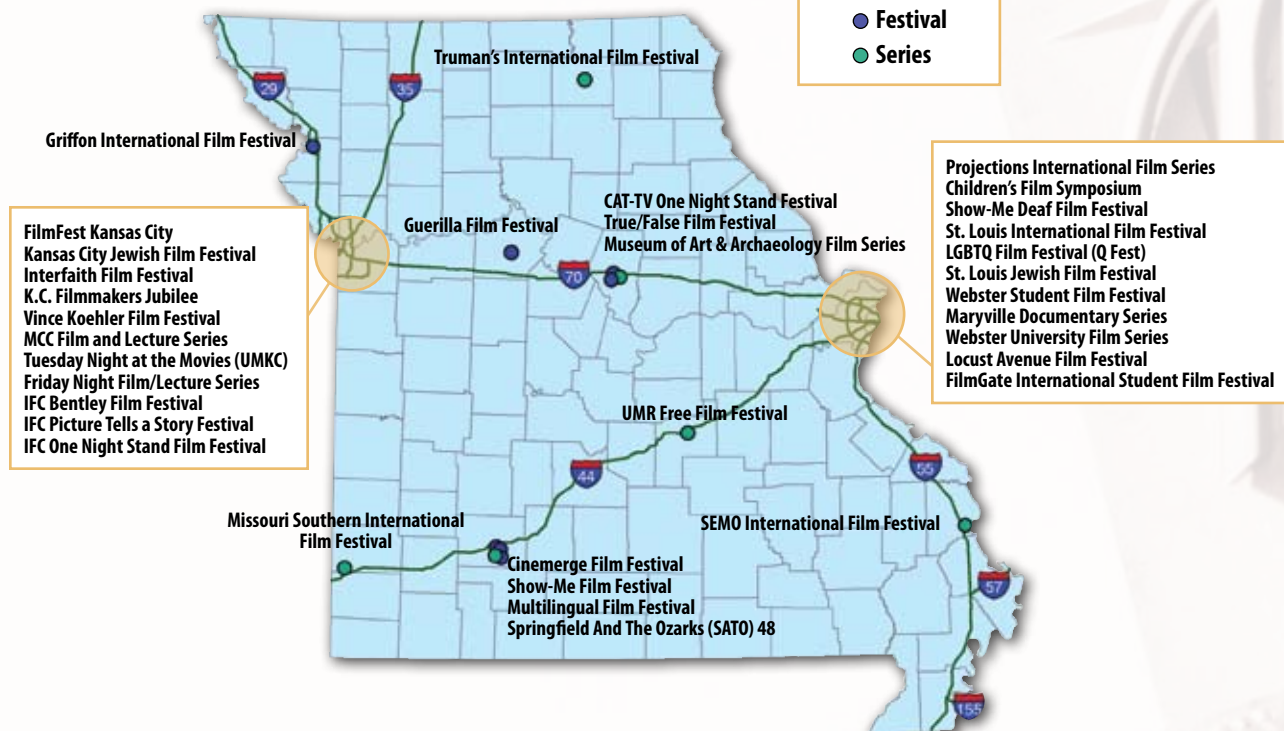 Festival
Series
Truman's International Film Festival
29
35
Griffon International Film Festival
FilmFest Kansas City
Kansas City Jewish Film Festival
Interfaith Film Festival
K.C. Filmmakers Jubilee
Vince Koehler Film Festival
MCC Film and Lecture Series
Tuesday Night at the Movies (UMKC)
Friday Night Film/Lecture Series
IFC Bentley Film Festival
IFC Picture Tells a Story Festival
IFC One Night Stand Film Festival
Guerilla Film Festival
CAT-TV One Night Stand Festival
True/False Film Festival
Museum of Art & Archaeology Film Series
70
Projections International Film Series
Children's Film Symposium
Show-Me Deaf Film Festival
St. Louis International Film Festival
LGBTQ Film Festival (Q Fest)
St. Louis Jewish Film Festival
Webster Student Film Festival
Maryville Documentary Series
Webster University Film Series
Locust Avenue Film Festival
FilmGate International Student Film Festival
UMR Free Film Festival
44
55
Missouri Southern International
Film Festival
SEMO International Film Festival
Cinemerge Film Festival
Show-Me Film Festival
Multilingual Film Festival
Springfield And The Ozarks (SATO) 48
57
155